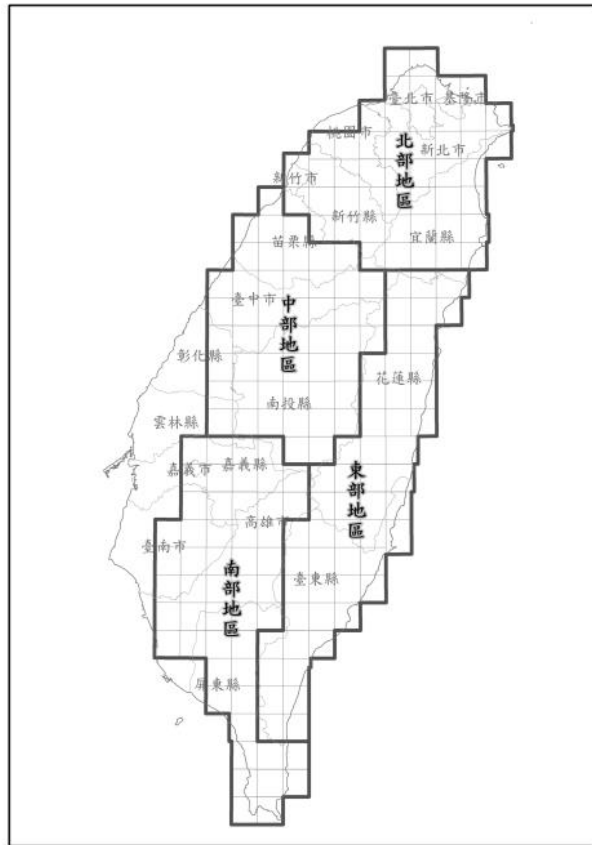 臺北市
基隆市
桃園市
北部地區
新北市
新竹市
新竹縣
苗栗縣
宜蘭縣
臺中市
中部地區
彰化縣
花蓮縣
南投縣
雲林縣
嘉義市
嘉義縣
東部地區
高雄市
臺南市
南部地區
臺東縣
屏東縣